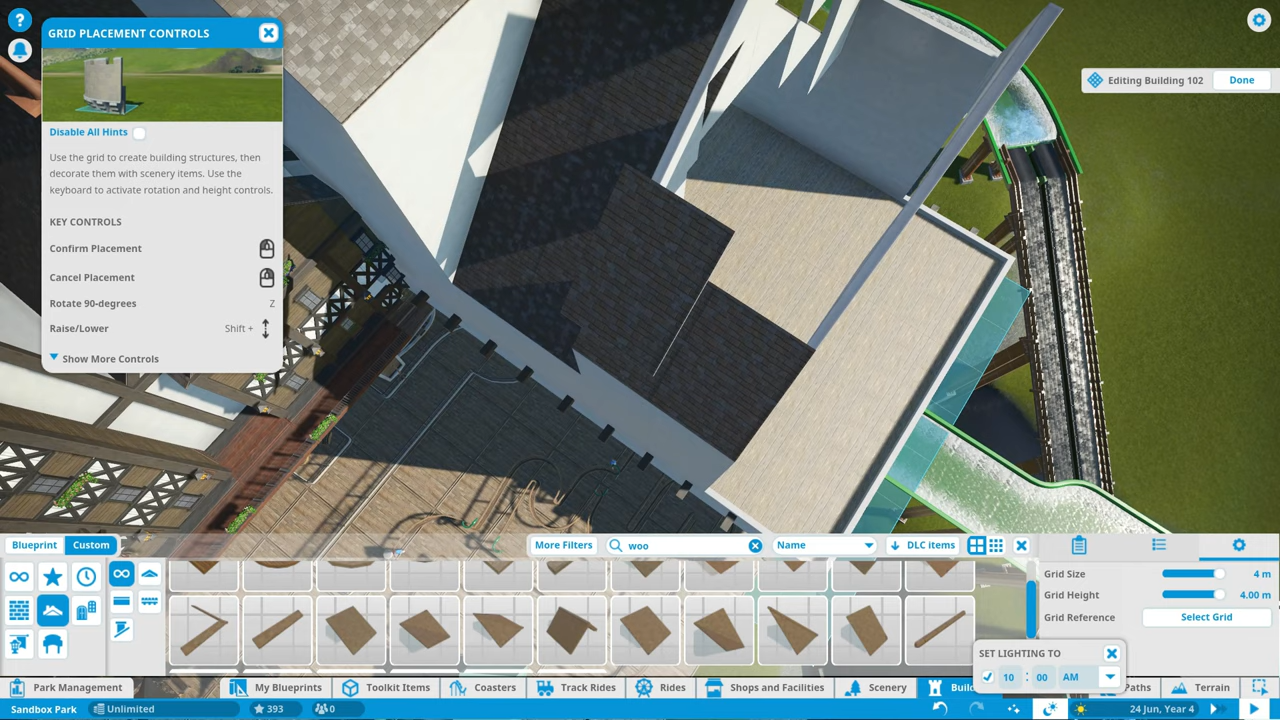 GRID PLACEMENT CONTROLS
Disable All Hints
Use the grid to create building structures, then
decorate them with scenery items. Use the
keyboard to activate rotation and height controls.
KEY CONTROLS
Confirm Placement
Cancel Placement
Rotate 90-degrees Z
Raise/Lower Shift +
Show More Controls
Editing Building 102 Done
Blueprint Custom More Filters woo Name DLC items
Grid Size 4 m
Grid Height 4.00 m
Grid Reference Select Grid
SET LIGHTING TO
10 : 00 AM
Park Management My Blueprints Toolkit Items Coasters Track Rides Rides Shops and Facilities Scenery Terrain
Sandbox Park Unlimited 393 0 24 Jun, Year 4